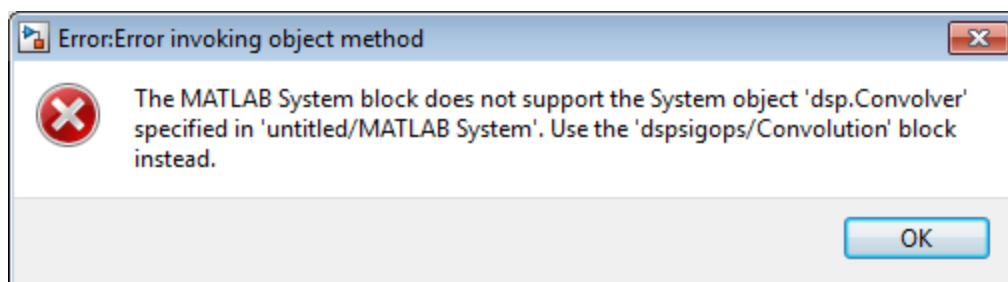 Error:Error invoking object method
The MATLAB System block does not support the System object 'dsp.Convolver'
specified in 'untitled/MATLAB System'. Use the 'dspsigops/Convolution' block
instead.
OK